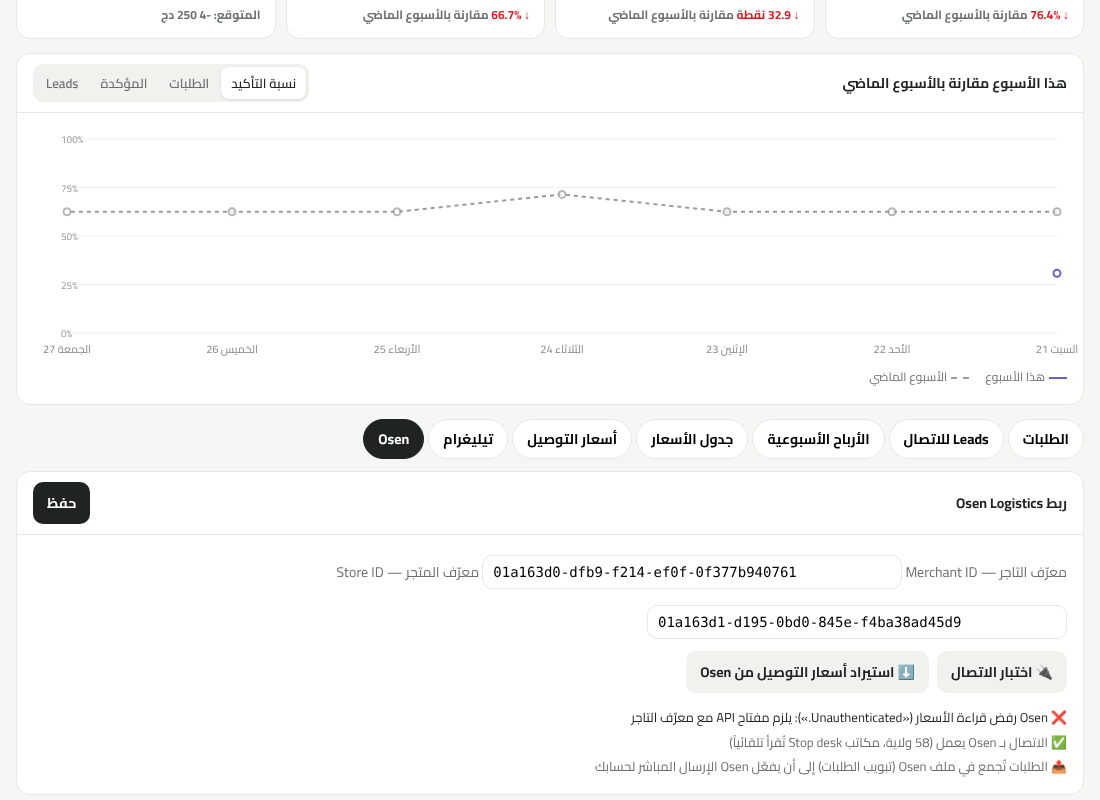 ↓ 76.4% مقارنة بالأسبوع الماضي
↓ 32.9 نقطة مقارنة بالأسبوع الماضي
↓ 66.7% مقارنة بالأسبوع الماضي
المتوقع: -4 250 دج
هذا الأسبوع مقارنة بالأسبوع الماضي
نسبة التأكيد
الطلبات
المؤكدة
Leads
100%
75%
50%
25%
0%
السبت 21
الأحد 22
الإثنين 23
الثلاثاء 24
الأربعاء 25
الخميس 26
الجمعة 27
هذا الأسبوع
الأسبوع الماضي
الطلبات
Leads للاتصال
الأرباح الأسبوعية
جدول الأسعار
أسعار التوصيل
تيليغرام
Osen
ربط Osen Logistics
حفظ
معرّف التاجر — Merchant ID
01a163d0-dfb9-f214-ef0f-0f377b940761
معرّف المتجر — Store ID
01a163d1-d195-0bd0-845e-f4ba38ad45d9
🔌 اختبار الاتصال
⬇️ استيراد أسعار التوصيل من Osen
❌ Osen رفض قراءة الأسعار («Unauthenticated.»): يلزم مفتاح API مع معرّف التاجر
✅ الاتصال بـ Osen يعمل (58 ولاية، مكاتب Stop desk تُقرأ تلقائياً)
📤 الطلبات تُجمع في ملف Osen (تبويب الطلبات) إلى أن يفعّل Osen الإرسال المباشر لحسابك